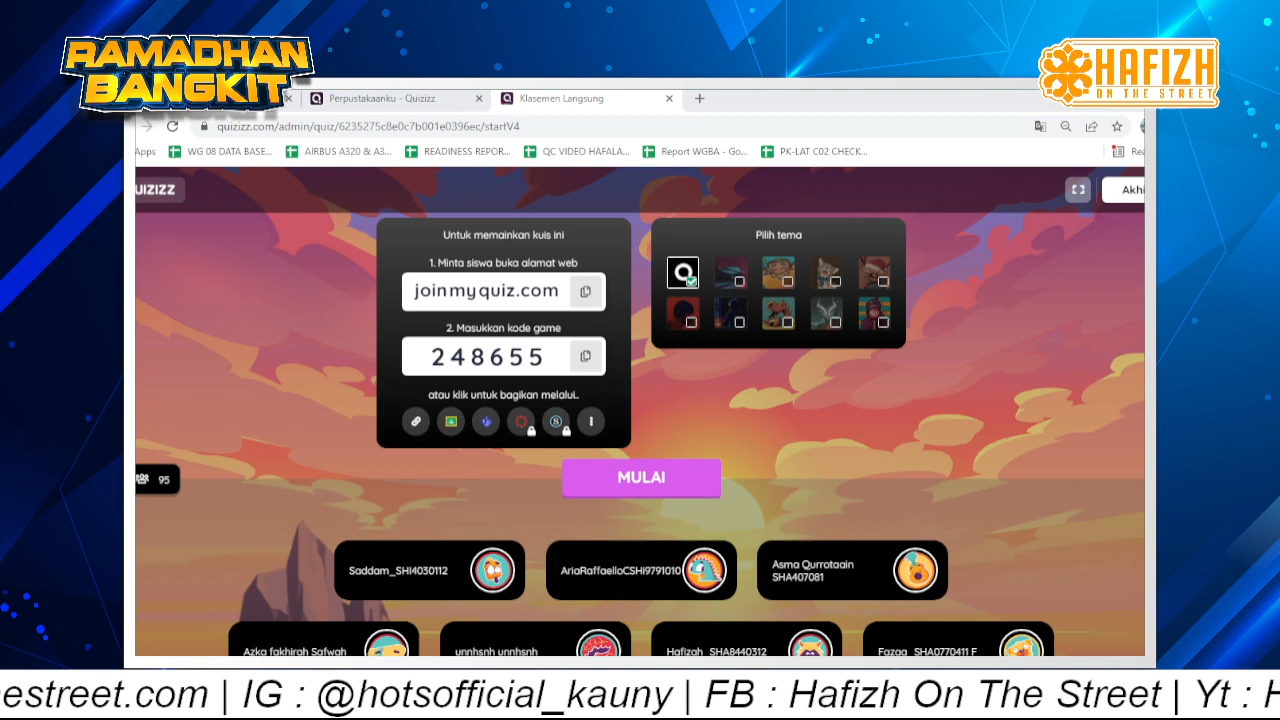 RAMADHAN
BANGKIT
HAFIZH
ON THE STREET
Perpustakaanku - Quizizz
Klasemen Langsung
quizizz.com/admin/quiz/6235275c8e0c7b001e0396ec/startV4
Apps
WG 08 DATA BASE...
AIRBUS A320 & A3...
READINESS REPOR...
QC VIDEO HAFALA...
Report WGBA - Go...
PK-LAT C02 CHECK...
Rea
UIZIZZ
Akhi
Untuk memainkan kuis ini
1. Minta siswa buka alamat web
joinmyquiz.com
2. Masukkan kode game
248655
atau klik untuk bagikan melalui..
Pilih tema
95
MULAI
Saddam_SHI4030112
AriaRaffaelloCSHI9791010
Asma Qurrotaain
SHA407081
Azka fakhirah Safwah
unnhsnh unnhsnh
Hafizah_SHA8440312
Fazaa_SHA0770411 F
estreet.com | IG : @hotsofficial_kauny | FB : Hafizh On The Street | Yt : H